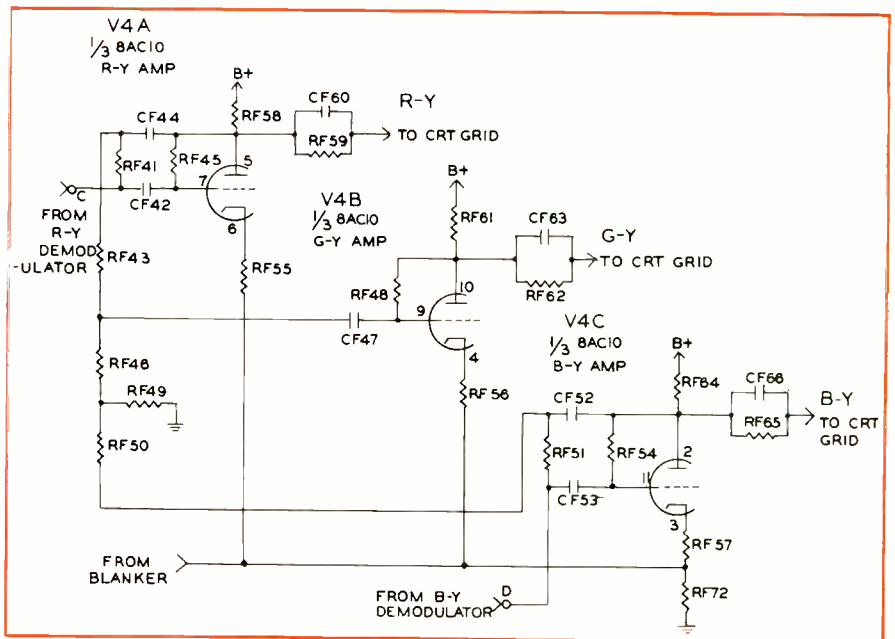 V4A
1/3 8AC10
R-Y AMP
B+
CF44
RF58
CF60
RF59
R-Y
TO CRT GRID
RF41
RF45
5
7
6
C
CF42
FROM
R-Y
DEMOD
-ULATOR
RF43
RF55
V4B
1/3 8AC10
G-Y AMP
B+
RF61
CF63
RF62
G-Y
TO CRT GRID
RF48
10
9
4
CF47
RF46
RF49
RF50
RF56
V4C
1/3 8AC10
B-Y AMP
B+
RF64
CF66
RF65
B-Y
TO CRT
GRID
CF52
RF51
RF54
2
11
3
CF53
RF57
RF72
FROM
BLANKER
FROM B-Y
DEMODULATOR
D